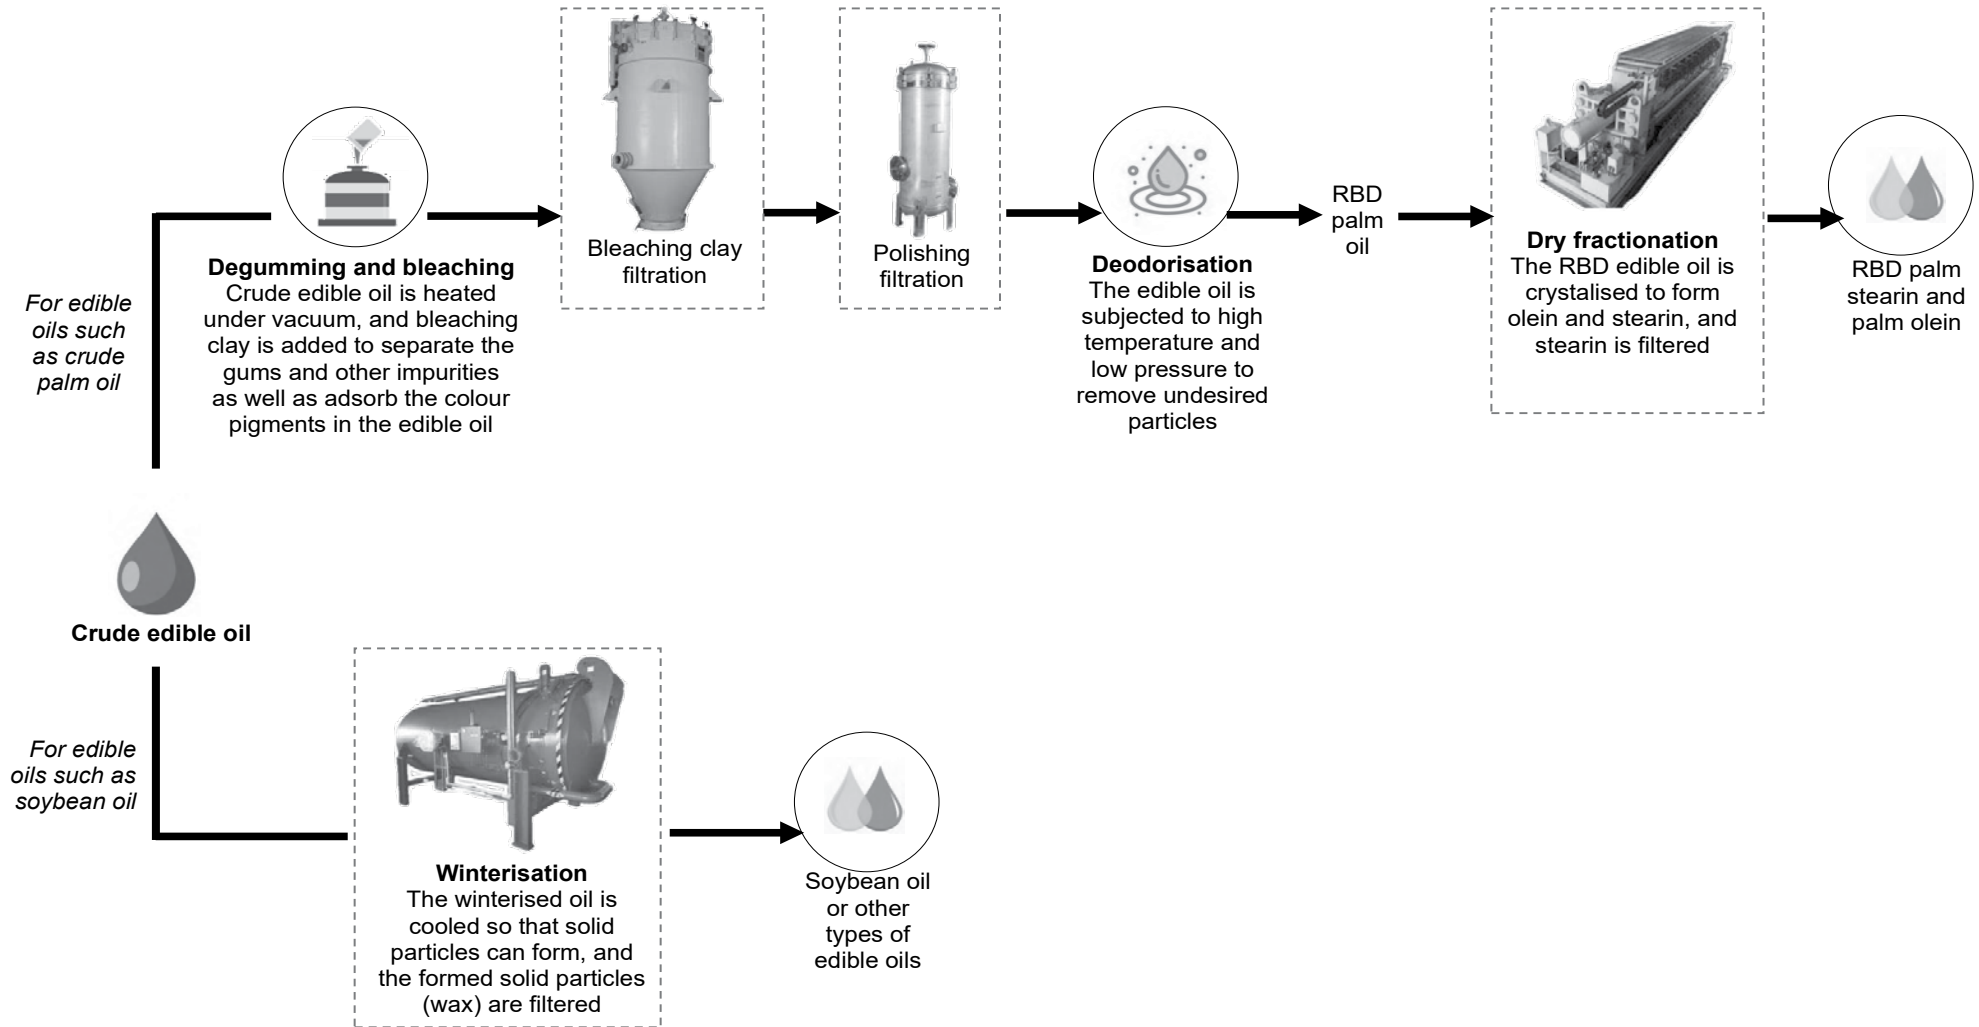 Degumming and bleaching
Crude edible oil is heated
under vacuum, and bleaching
clay is added to separate the
gums and other impurities
as well as adsorb the colour
pigments in the edible oil
Bleaching clay
filtration
Polishing
filtration
Deodorisation
The edible oil is
subjected to high
temperature and
low pressure to
remove undesired
particles
RBD
palm
oil
Dry fractionation
The RBD edible oil is
crystalised to form
olein and stearin, and
stearin is filtered
RBD palm
stearin and
palm olein
For edible
oils such
as crude
palm oil
Crude edible oil
For edible
oils such as
soybean oil
Winterisation
The winterised oil is
cooled so that solid
particles can form, and
the formed solid particles
(wax) are filtered
Soybean oil
or other
types of
edible oils